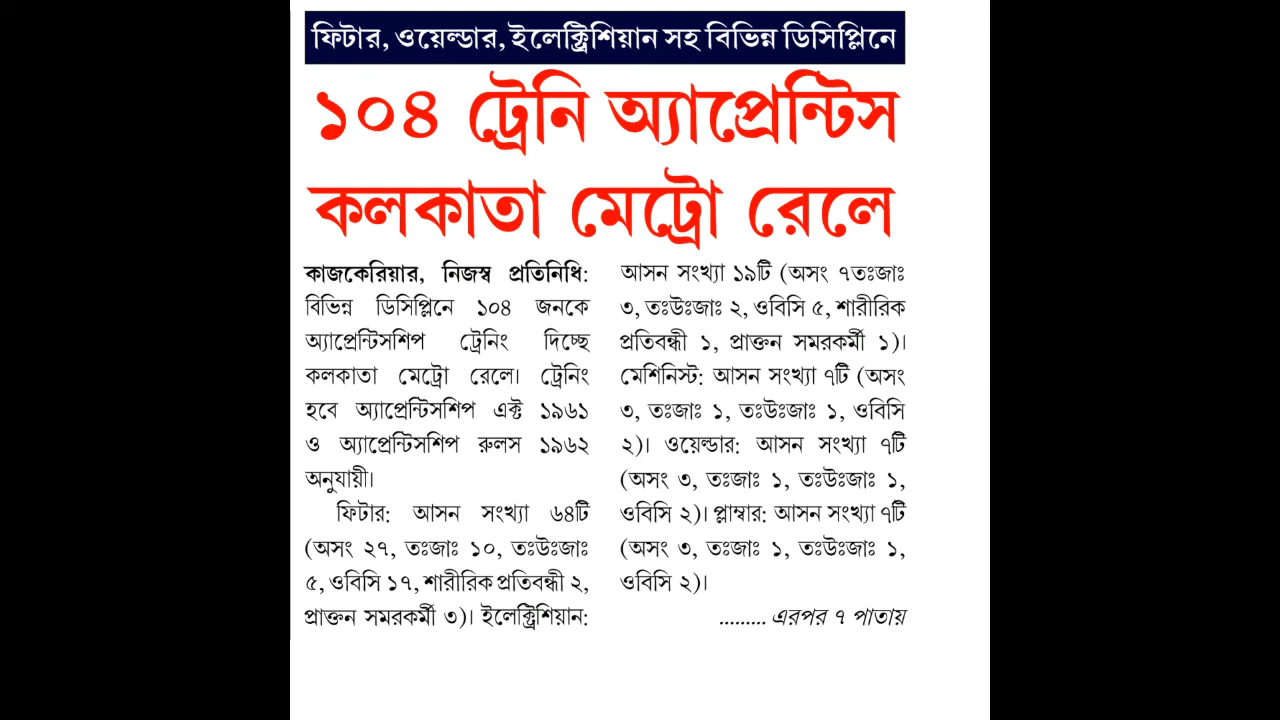 ফিটার, ওয়েল্ডার, ইলেক্ট্রিশিয়ান সহ বিভিন্ন ডিসিপ্লিনে
১০৪ ট্রেনি অ্যাপ্রেন্টিস
কলকাতা মেট্রো রেলে
কাজকেরিয়ার, নিজস্ব প্রতিনিধি:
বিভিন্ন ডিসিপ্লিনে ১০৪ জনকে
অ্যাপ্রেন্টিসশিপ ট্রেনিং দিচ্ছে
কলকাতা মেট্রো রেলে। ট্রেনিং
হবে অ্যাপ্রেন্টিসশিপ এক্ট ১৯৬১
ও অ্যাপ্রেন্টিসশিপ রুলস ১৯৬২
অনুযায়ী।
ফিটার: আসন সংখ্যা ৬৪টি
(অসং ২৭, তঃজাঃ ১০, তঃউঃজাঃ
৫, ওবিসি ১৭, শারীরিক প্রতিবন্ধী ২,
প্রাক্তন সমরকর্মী ৩)। ইলেক্ট্রিশিয়ান:
আসন সংখ্যা ১৯টি (অসং ৭তঃজাঃ
৩, তঃউঃজাঃ ২, ওবিসি ৫, শারীরিক
প্রতিবন্ধী ১, প্রাক্তন সমরকর্মী ১)।
মেশিনিস্ট: আসন সংখ্যা ৭টি (অসং
৩, তঃজাঃ ১, তঃউঃজাঃ ১, ওবিসি
২)। ওয়েল্ডার: আসন সংখ্যা ৭টি
(অসং ৩, তঃজাঃ ১, তঃউঃজাঃ ১,
ওবিসি ২)। প্লাম্বার: আসন সংখ্যা ৭টি
(অসং ৩, তঃজাঃ ১, তঃউঃজাঃ ১,
ওবিসি ২)।
......... এরপর ৭ পাতায়